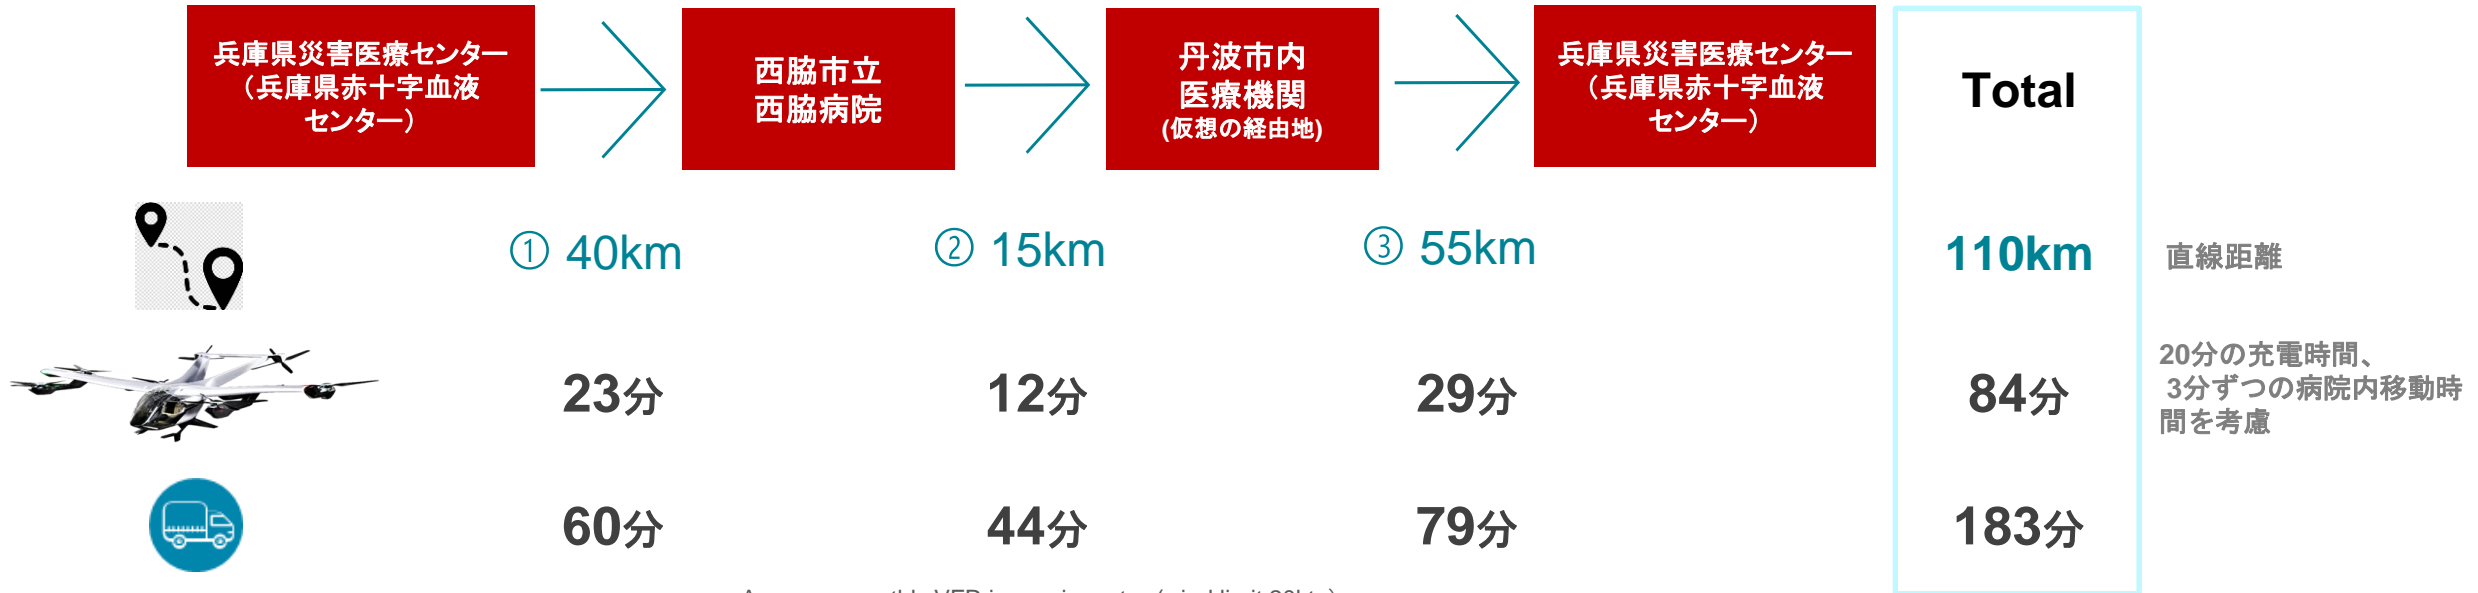 兵庫県災害医療センター
（兵庫県赤十字血液
センター）
西脇市立
西脇病院
丹波市内
医療機関
(仮想の経由地)
兵庫県災害医療センター
（兵庫県赤十字血液
センター）
Total
① 40km
② 15km
③ 55km
110km
直線距離
23分
12分
29分
84分
20分の充電時間、
3分ずつの病院内移動時
間を考慮
60分
44分
79分
183分